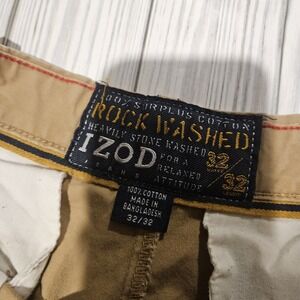 100% SURPLUS COTTON
ROCK WASHED
HEAVILY STONE WASHED
IZOD FOR A RELAXED ATTITUDE
32 WAIST
32
100% COTTON
MADE IN
BANGLADESH
32/32